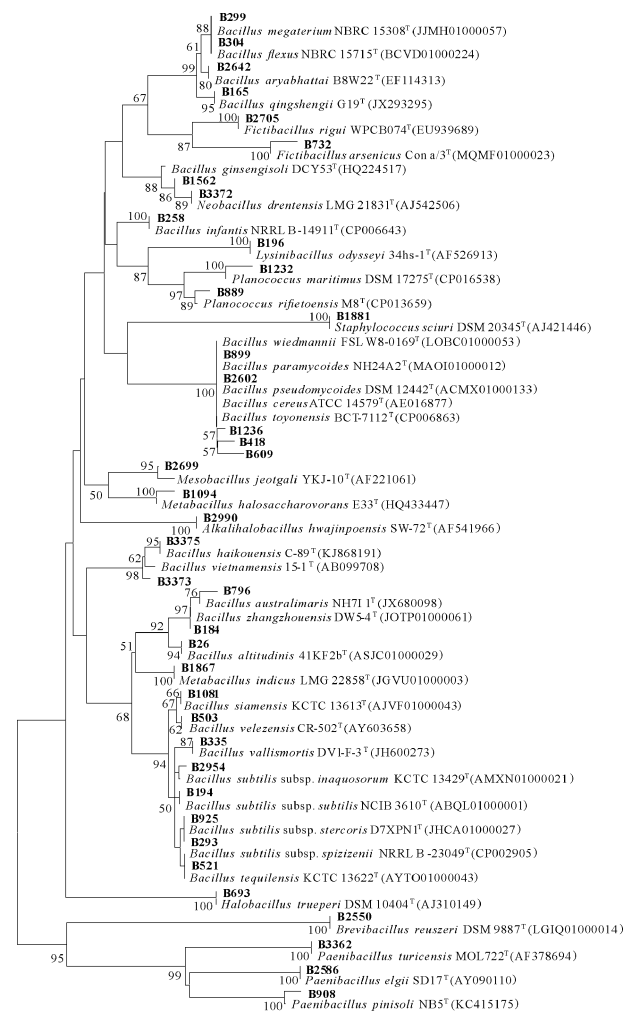 B299
88
Bacillus megaterium NBRC 15308T (JJMH01000057)
B304
61
Bacillus flexus NBRC 15715T (BCVD01000224)
B2642
99
Bacillus aryabhattai B8W22T (EF114313)
80
B165
67
Bacillus qingshengii G19T (JX293295)
95
B2705
100
Fictibacillus rigui WPCB074T (EU939689)
87
B732
100
Fictibacillus arsenicus Con a/3T (MQMF01000023)
Bacillus ginsengisoli DCY53T (HQ224517)
B1562
88
86
B3372
89
Neobacillus drentensis LMG 21831T (AJ542506)
100
B258
Bacillus infantis NRRL B-14911T (CP006643)
100
B196
Lysinibacillus odysseyi 34hs-1T (AF526913)
87
100
B1232
Planococcus maritimus DSM 17275T (CP016538)
97
B889
89
Planococcus rifietoensis M8T (CP013659)
100
B1881
Staphylococcus sciuri DSM 20345T (AJ421446)
Bacillus wiedmannii FSL W8-0169T (LOBC01000053)
B899
Bacillus paramycoides NH24A2T (MAOI01000012)
B2602
100
Bacillus pseudomycoides DSM 12442T (ACMX01000133)
Bacillus cereus ATCC 14579T (AE016877)
Bacillus toyonensis BCT-7112T (CP006863)
B1236
57
B418
57
B609
95
B2699
Mesobacillus jeotgali YKJ-10T (AF221061)
50
100
B1094
Metabacillus halosaccharovorans E33T (HQ433447)
B2990
100
Alkalihalobacillus hwajinpoensis SW-72T (AF541966)
95
B3375
Bacillus haikouensis C-89T (KJ868191)
62
Bacillus vietnamensis 15-1T (AB099708)
98
B3373
76
B796
Bacillus australimaris NH7I 1T (JX680098)
97
Bacillus zhangzhouensis DW5-4T (JOTP01000061)
92
B184
B26
51
94
Bacillus altitudinis 41KF2bT (ASJC01000029)
B1867
100
Metabacillus indicus LMG 22858T (JGVU01000003)
66
B1081
67
Bacillus siamensis KCTC 13613T (AJVF01000043)
68
B503
62
Bacillus velezensis CR-502T (AY603658)
87
B335
Bacillus vallismortis DV1-F-3T (JH600273)
94
B2954
Bacillus subtilis subsp. inaquosorum KCTC 13429T (AMXN01000021)
B194
50
Bacillus subtilis subsp. subtilis NCIB 3610T (ABQL01000001)
B925
Bacillus subtilis subsp. stercoris D7XPN1T (JHCA01000027)
B293
Bacillus subtilis subsp. spizizenii NRRL B-23049T (CP002905)
B521
Bacillus tequilensis KCTC 13622T (AYTO01000043)
B693
100
Halobacillus trueperi DSM 10404T (AJ310149)
B2550
100
Brevibacillus reuszeri DSM 9887T (LGIQ01000014)
95
B3362
100
Paenibacillus turicensis MOL722T (AF378694)
99
B2586
100
Paenibacillus elgii SD17T (AY090110)
B908
100
Paenibacillus pinisoli NB5T (KC415175)